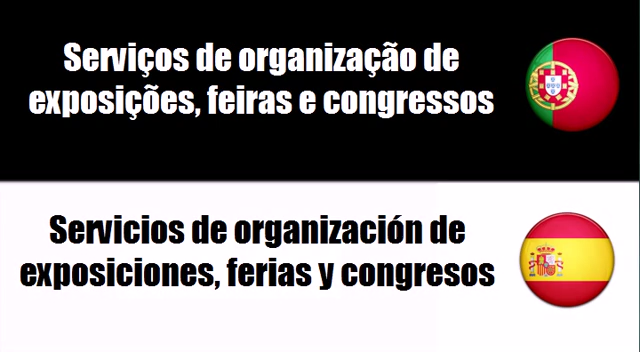 Serviços de organização de
exposições, feiras e congressos
Servicios de organización de
exposiciones, ferias y congresos